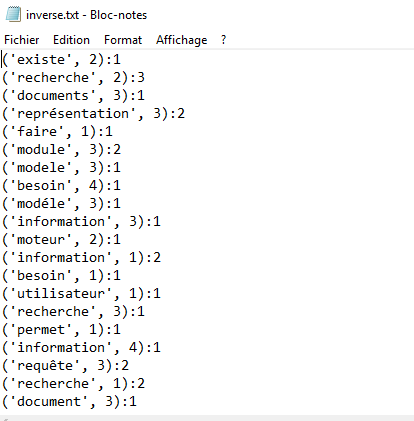 inverse.txt - Bloc-notes
Fichier Edition Format Affichage ?
('existe', 2):1
('recherche', 2):3
('documents', 3):1
('représentation', 3):2
('faire', 1):1
('module', 3):2
('modele', 3):1
('besoin', 4):1
('modéle', 3):1
('information', 3):1
('moteur', 2):1
('information', 1):2
('besoin', 1):1
('utilisateur', 1):1
('recherche', 3):1
('permet', 1):1
('information', 4):1
('requête', 3):2
('recherche', 1):2
('document', 3):1